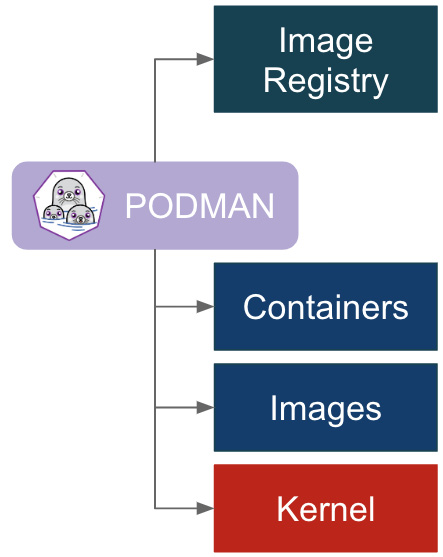 Image
Registry
PODMAN
Containers
Images
Kernel